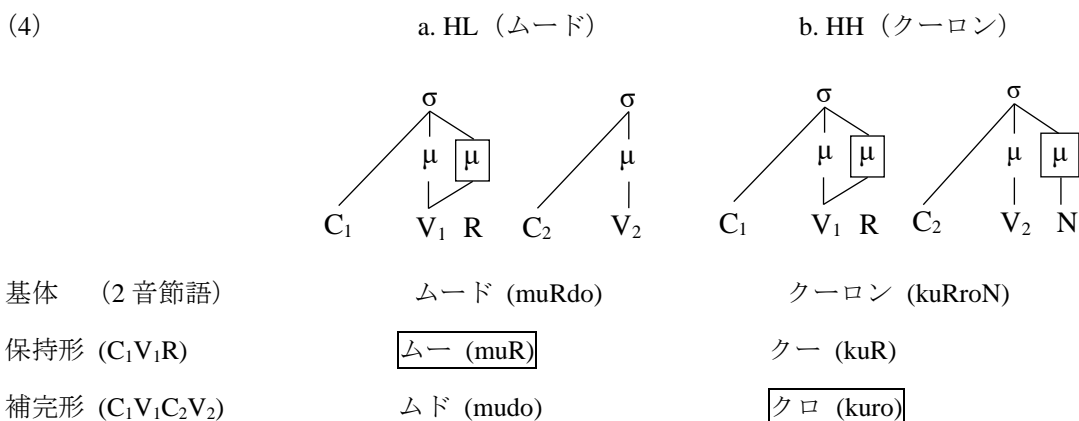 (4) a. HL（ムード） b. HH（クーロン）
σ σ σ σ
μ μ μ μ μ μ μ
C₁ V₁ R C₂ V₂ C₁ V₁ R C₂ V₂ N
基体 （2 音節語） ムード (muRdo) クーロン (kuRroN)
保持形 (C₁V₁R) ムー (muR) クー (kuR)
補完形 (C₁V₁C₂V₂) ムド (mudo) クロ (kuro)